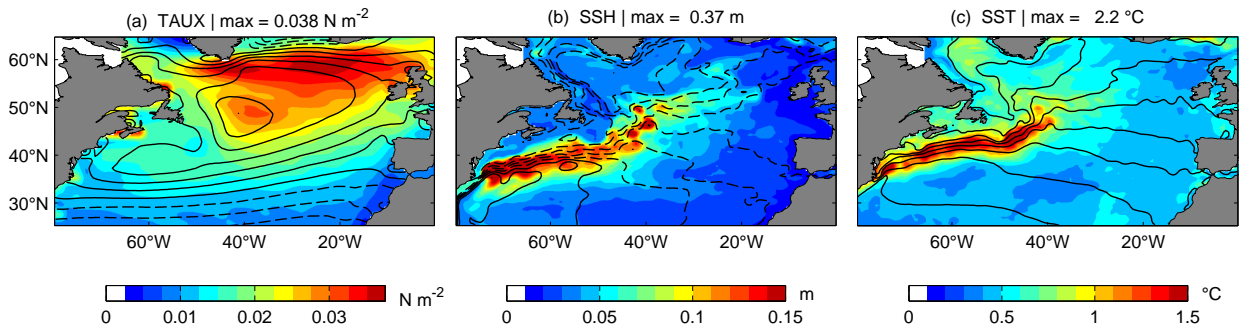 (a) TAUX | max = 0.038 N m-2
(b) SSH | max = 0.37 m
(c) SST | max = 2.2 °C
60°N
50°N
40°N
30°N
60°W 40°W 20°W
60°W 40°W 20°W
60°W 40°W 20°W
N m-2
0 0.01 0.02 0.03
m
0 0.05 0.1 0.15
°C
0 0.5 1 1.5